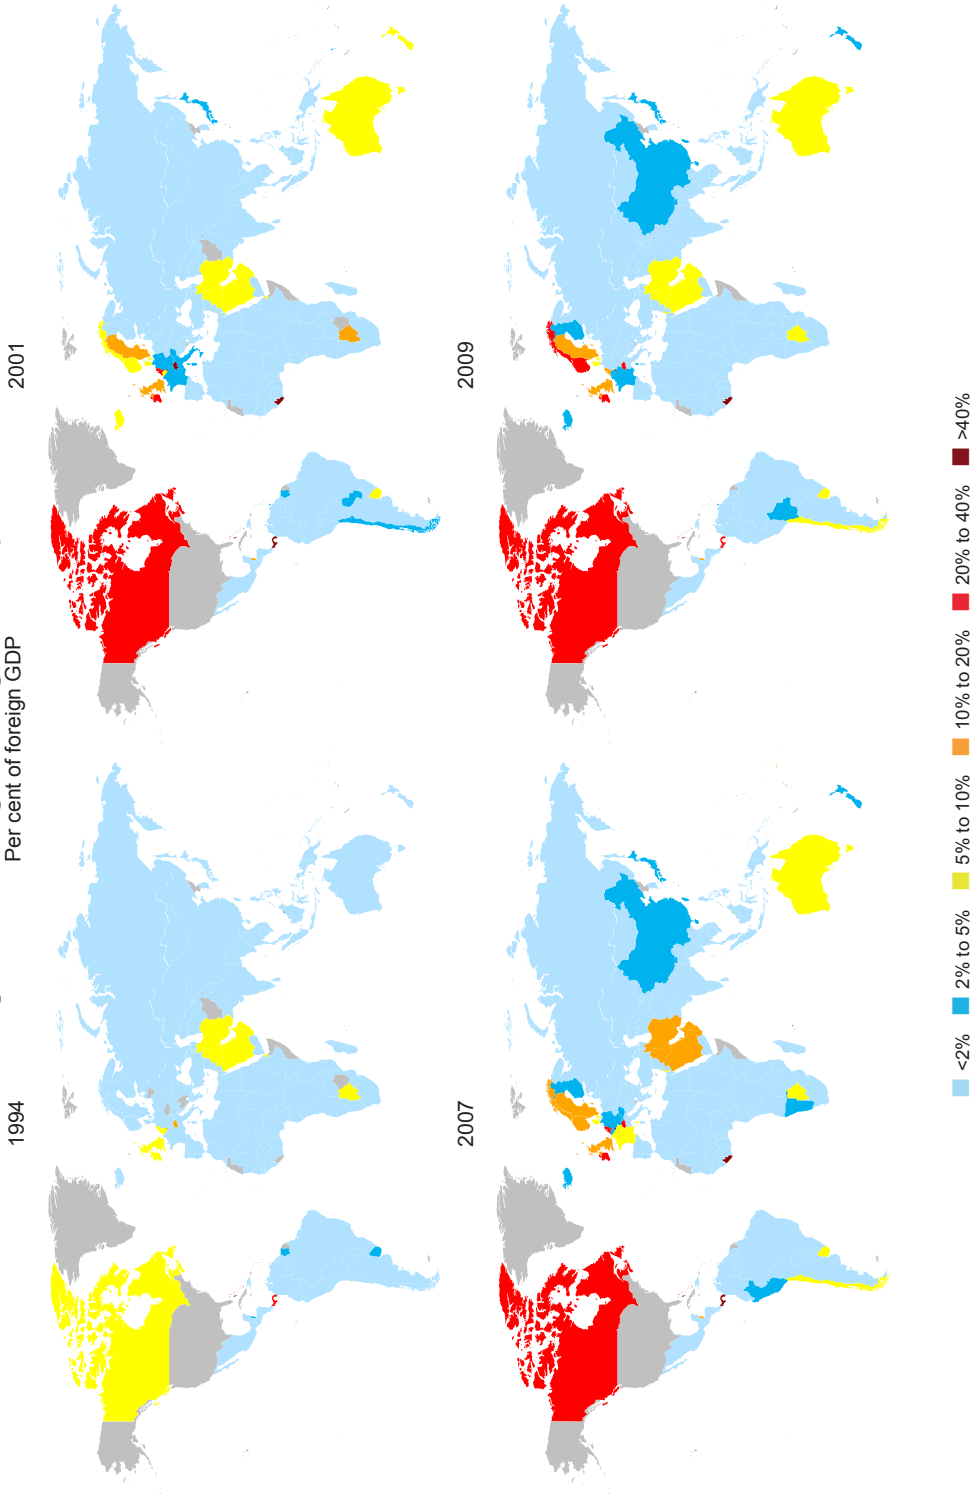 Per cent of foreign GDP
1994
2001
2007
2009
<2%
2% to 5%
5% to 10%
10% to 20%
20% to 40%
>40%